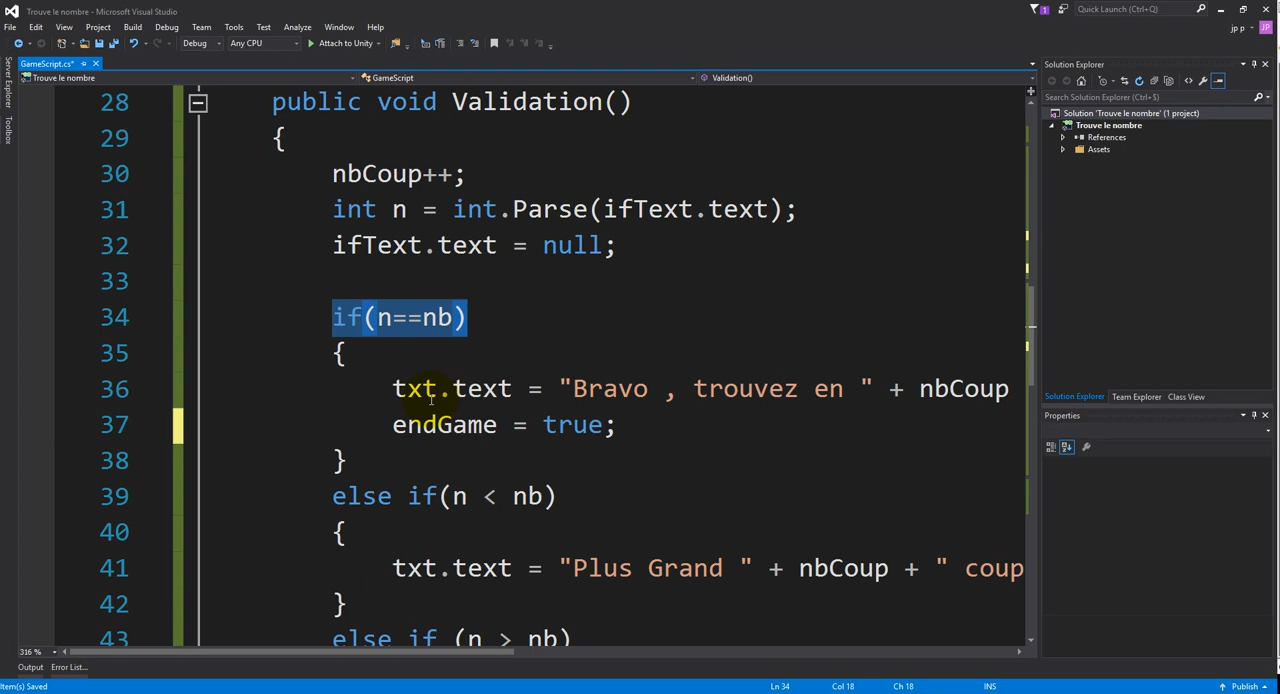 Trouve le nombre - Microsoft Visual Studio
1
Quick Launch (Ctrl+Q)
File Edit View Project Build Debug Team Tools Test Analyze Window Help
jp p
JP
Debug Any CPU Attach to Unity
Server Explorer
Toolbox
GameScript.cs*
Trouve le nombre GameScript Validation()
28 public void Validation()
29 {
30 nbCoup++;
31 int n = int.Parse(ifText.text);
32 ifText.text = null;
33
34 if(n==nb)
35 {
36 txt.text = "Bravo , trouvez en " + nbCoup
37 endGame = true;
38 }
39 else if(n < nb)
40 {
41 txt.text = "Plus Grand " + nbCoup + " coup
42 }
43 else if (n > nb)
316 %
Solution Explorer
Search Solution Explorer (Ctrl+$)
Solution 'Trouve le nombre' (1 project)
Trouve le nombre
References
Assets
Solution Explorer Team Explorer Class View
Properties
Output Error List...
Item(s) Saved Ln 34 Col 18 Ch 18 INS Publish